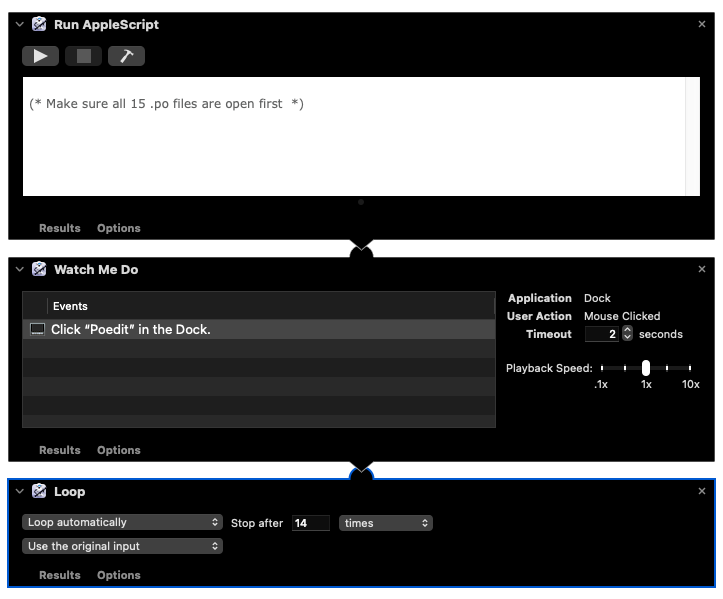 Run AppleScript
(* Make sure all 15 .po files are open first  *)
Results Options
Watch Me Do
Events
Click “Poedit” in the Dock.
Application Dock
User Action Mouse Clicked
Timeout 2 seconds
Playback Speed:
.1x 1x 10x
Results Options
Loop
Loop automatically Stop after 14 times
Use the original input
Results Options